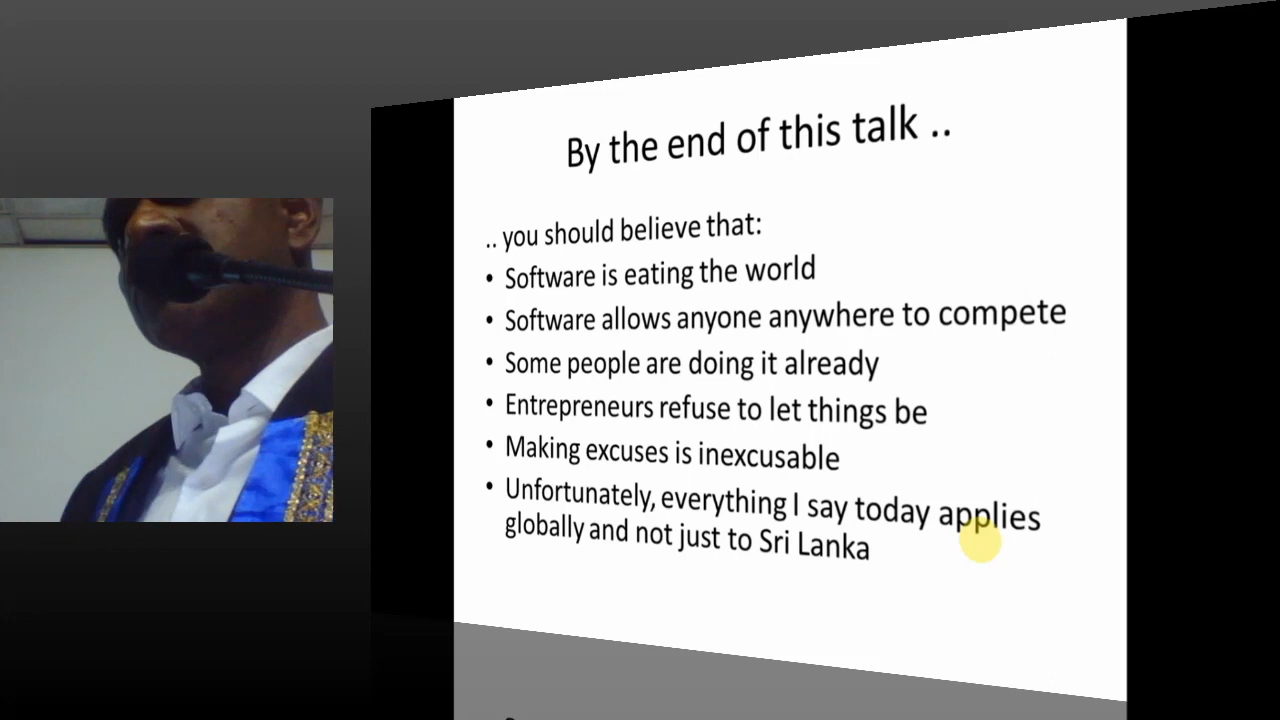 By the end of this talk ..
.. you should believe that:
• Software is eating the world
• Software allows anyone anywhere to compete
• Some people are doing it already
• Entrepreneurs refuse to let things be
• Making excuses is inexcusable
• Unfortunately, everything I say today applies
globally and not just to Sri Lanka